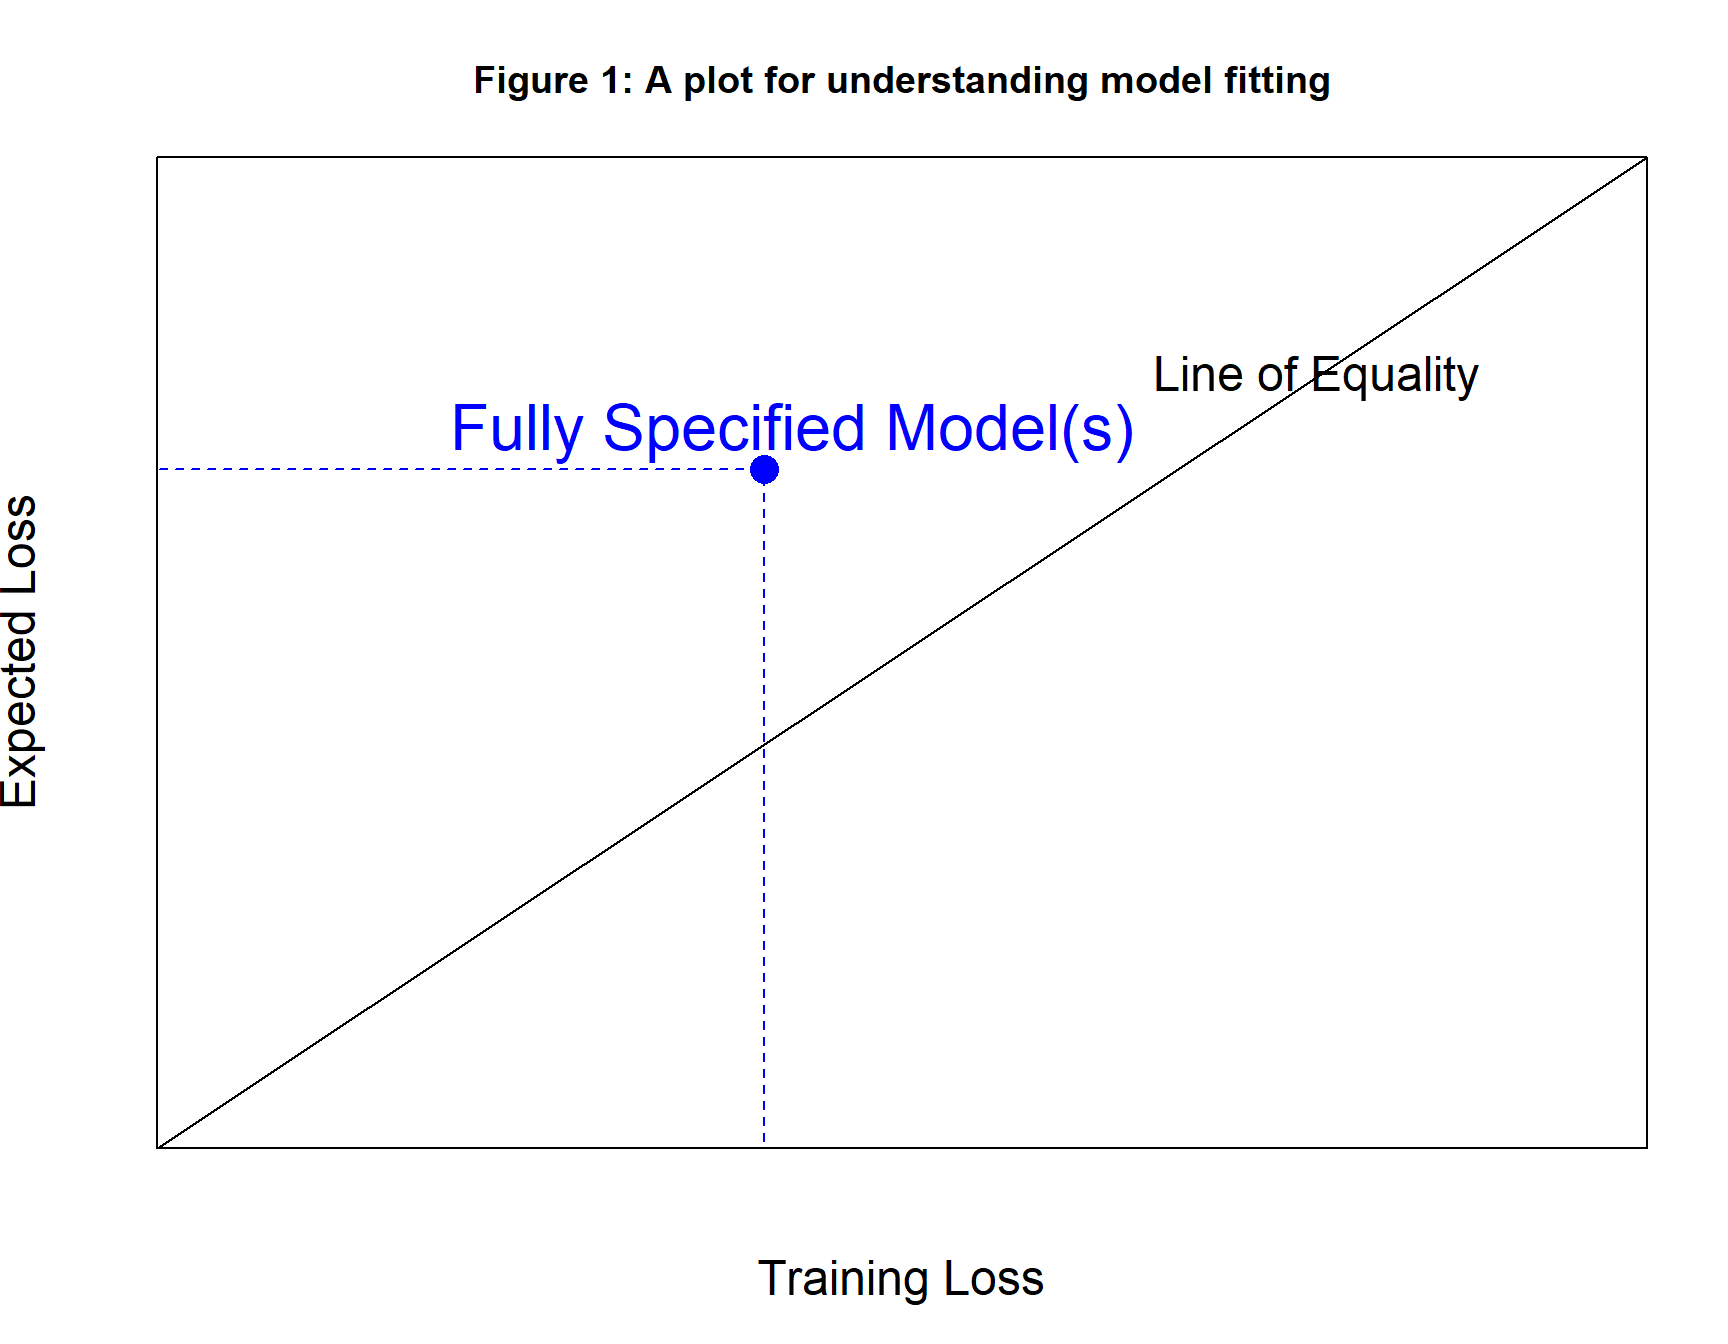 Figure 1: A plot for understanding model fitting
Line of Equality
Fully Specified Model(s)
Expected Loss
Training Loss